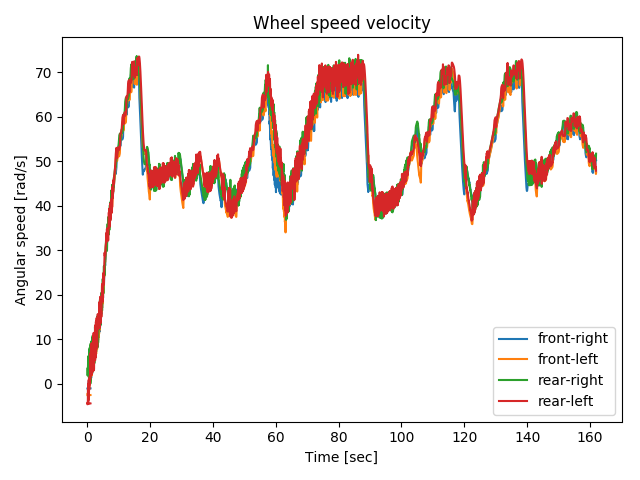 Wheel speed velocity
Angular speed [rad/s]
70
60
50
40
30
20
10
0
0 20 40 60 80 100 120 140 160
Time [sec]
front-right
front-left
rear-right
rear-left